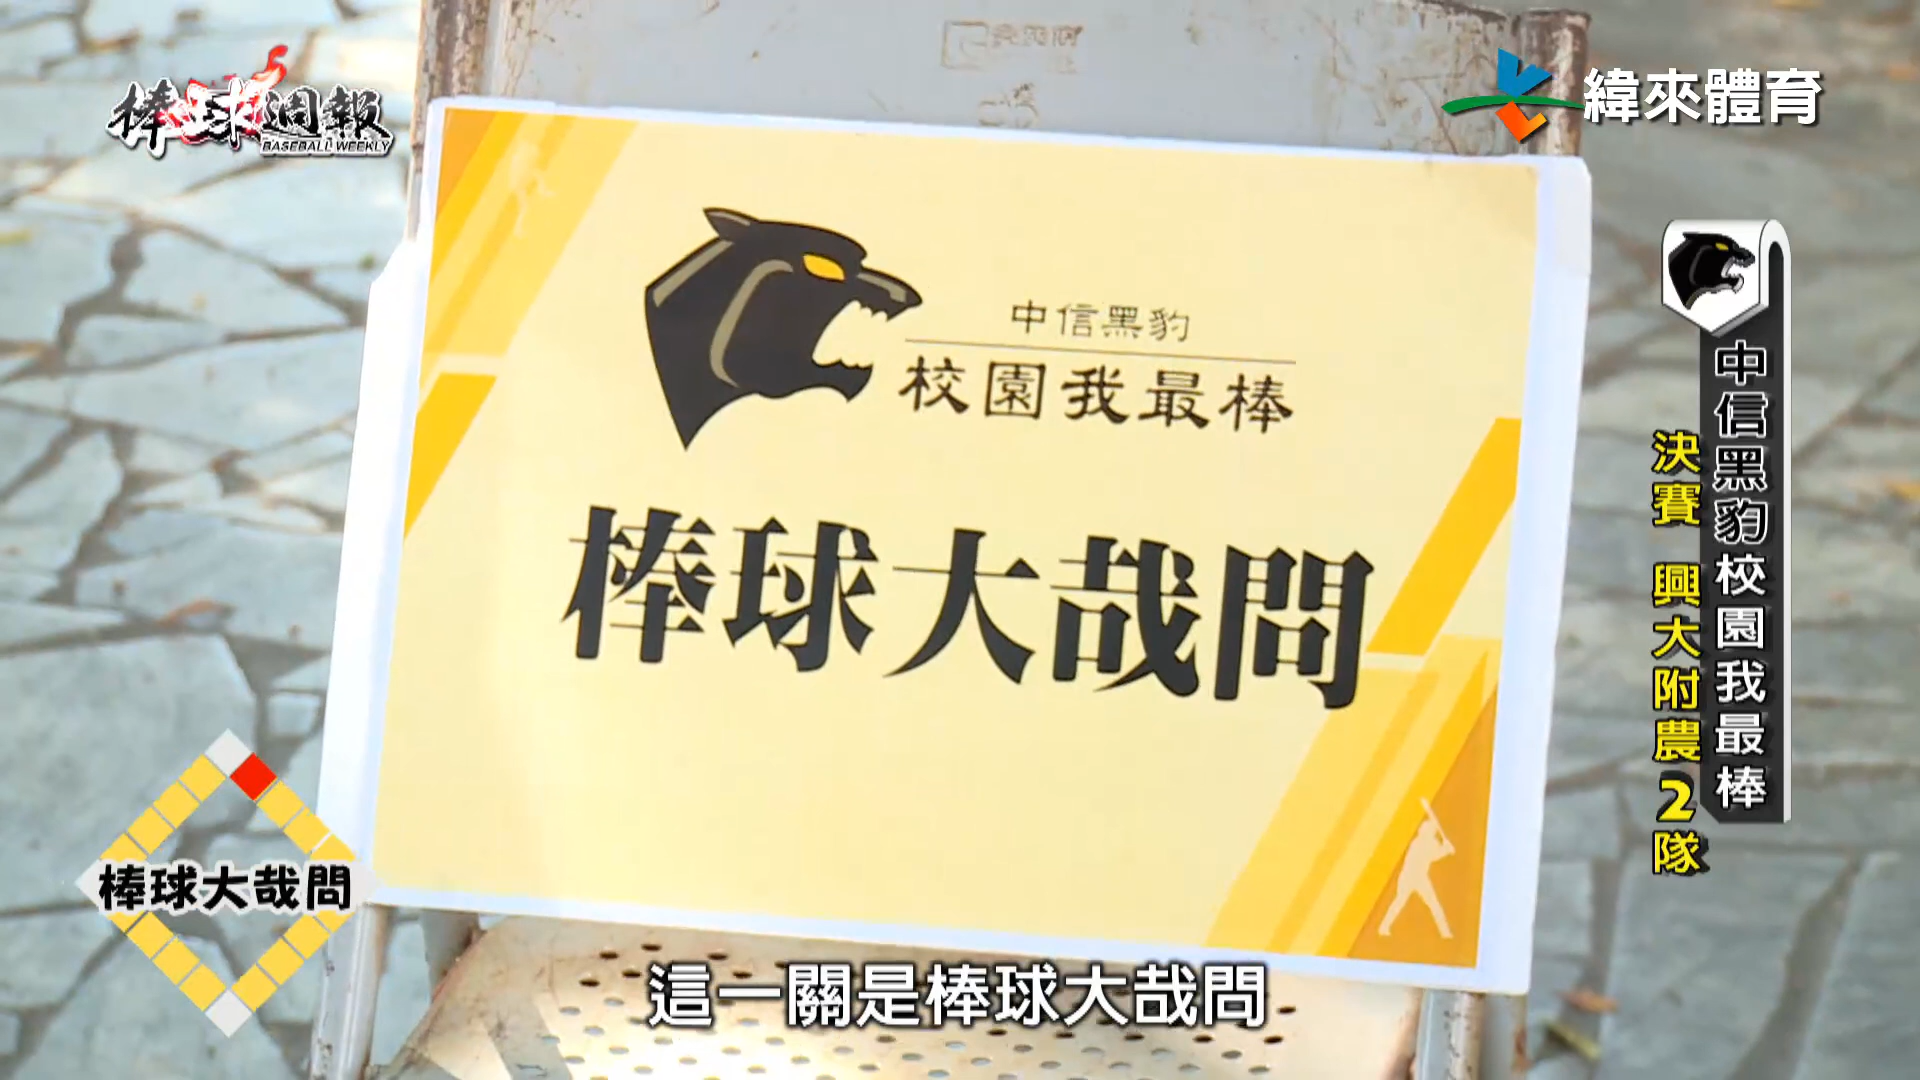 棒球週報
BASEBALL WEEKLY
緯來體育
中信黑豹
校園我最棒
棒球大哉問
中信黑豹校園我最棒
決賽 興大附農2隊
棒球大哉問
這一關是棒球大哉問